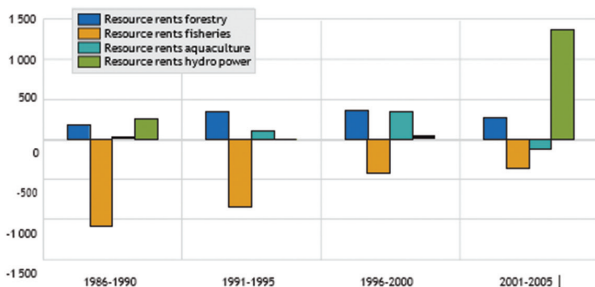 1 500
1 000
500
0
-500
-1 000
-1 500
Resource rents forestry
Resource rents fisheries
Resource rents aquaculture
Resource rents hydro power
1986-1990 1991-1995 1996-2000 2001-2005